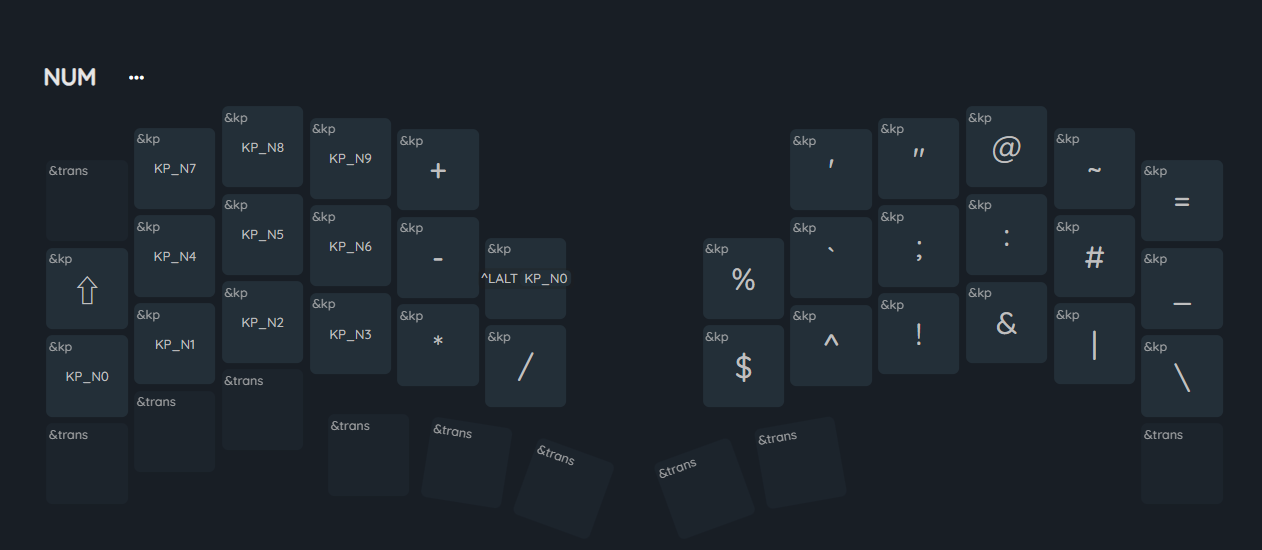 NUM ...
&trans
&kp
KP_N7
&kp
KP_N8
&kp
KP_N9
&kp
+
&kp
'
&kp
"
&kp
@
&kp
~
&kp
=
&kp
⇧
&kp
KP_N4
&kp
KP_N5
&kp
KP_N6
&kp
-
&kp
^LALT KP_N0
&kp
%
&kp
`
&kp
;
&kp
:
&kp
#
&kp
_
&kp
KP_N0
&kp
KP_N1
&kp
KP_N2
&kp
KP_N3
&kp
*
&kp
/
&kp
$
&kp
^
&kp
!
&kp
&
&kp
|
&kp
\
&trans
&trans
&trans
&trans
&trans
&trans
&trans
&trans
&trans